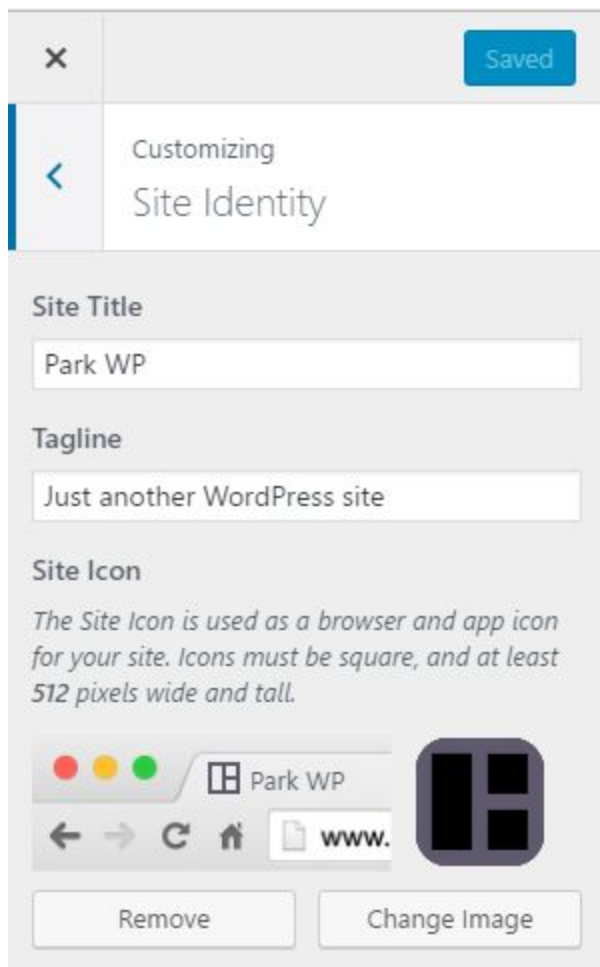 Saved
Customizing
Site Identity
Site Title
Park WP
Tagline
Just another WordPress site
Site Icon
The Site Icon is used as a browser and app icon
for your site. Icons must be square, and at least
512 pixels wide and tall.
Park WP
www.
Remove
Change Image